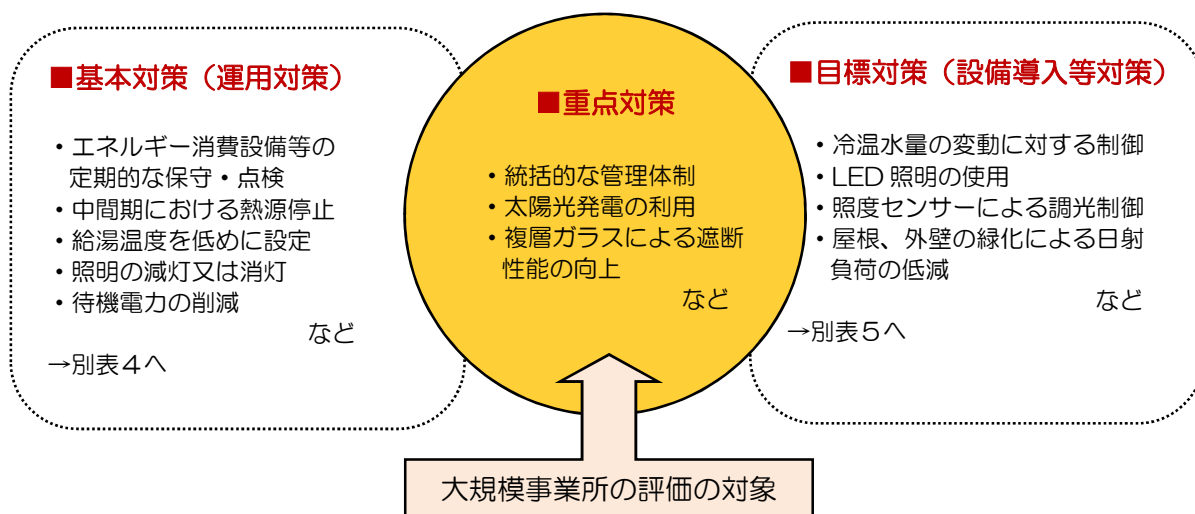 ■基本対策（運用対策）
・エネルギー消費設備等の
定期的な保守・点検
・中間期における熱源停止
・給湯温度を低めに設定
・照明の減灯又は消灯
・待機電力の削減
など
→別表４へ
■重点対策
・統括的な管理体制
・太陽光発電の利用
・複層ガラスによる遮断
性能の向上
など
■目標対策（設備導入等対策）
・冷温水量の変動に対する制御
・LED 照明の使用
・照度センサーによる調光制御
・屋根、外壁の緑化による日射
負荷の低減
など
→別表５へ
大規模事業所の評価の対象